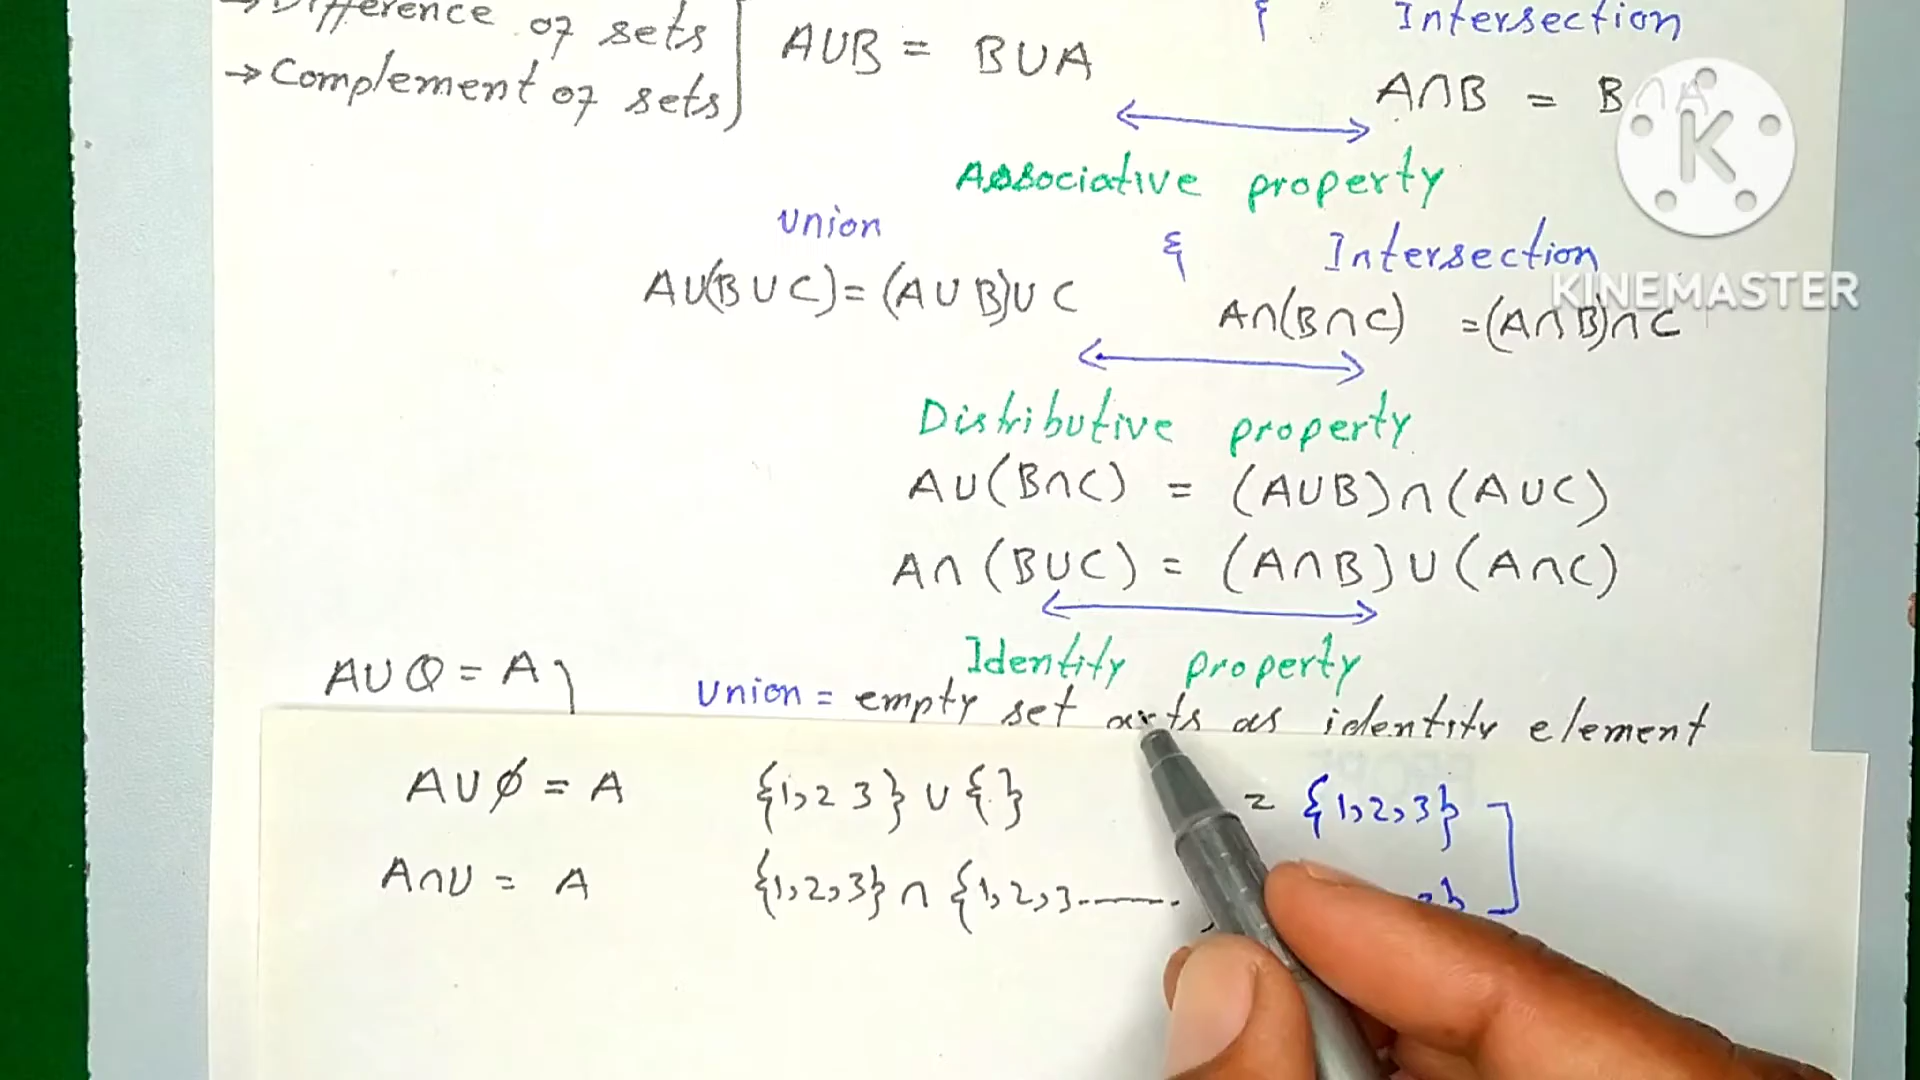 → Difference of sets
→ Complement of sets
A∪B = B∪A
& Intersection
A∩B = B∩A
Associative property
Union & Intersection
A∪(B∪C) = (A∪B)∪C
A∩(B∩C) = (A∩B)∩C
Distributive property
A∪(B∩C) = (A∪B)∩(A∪C)
A∩(B∪C) = (A∩B)∪(A∩C)
Identity property
A∪Ø = A
Union = empty set acts as identity element
A∪Ø = A {1,2 3} ∪ {} = {1,2,3}
A∩U = A {1,2,3} ∩ {1,2,3
KINEMASTER